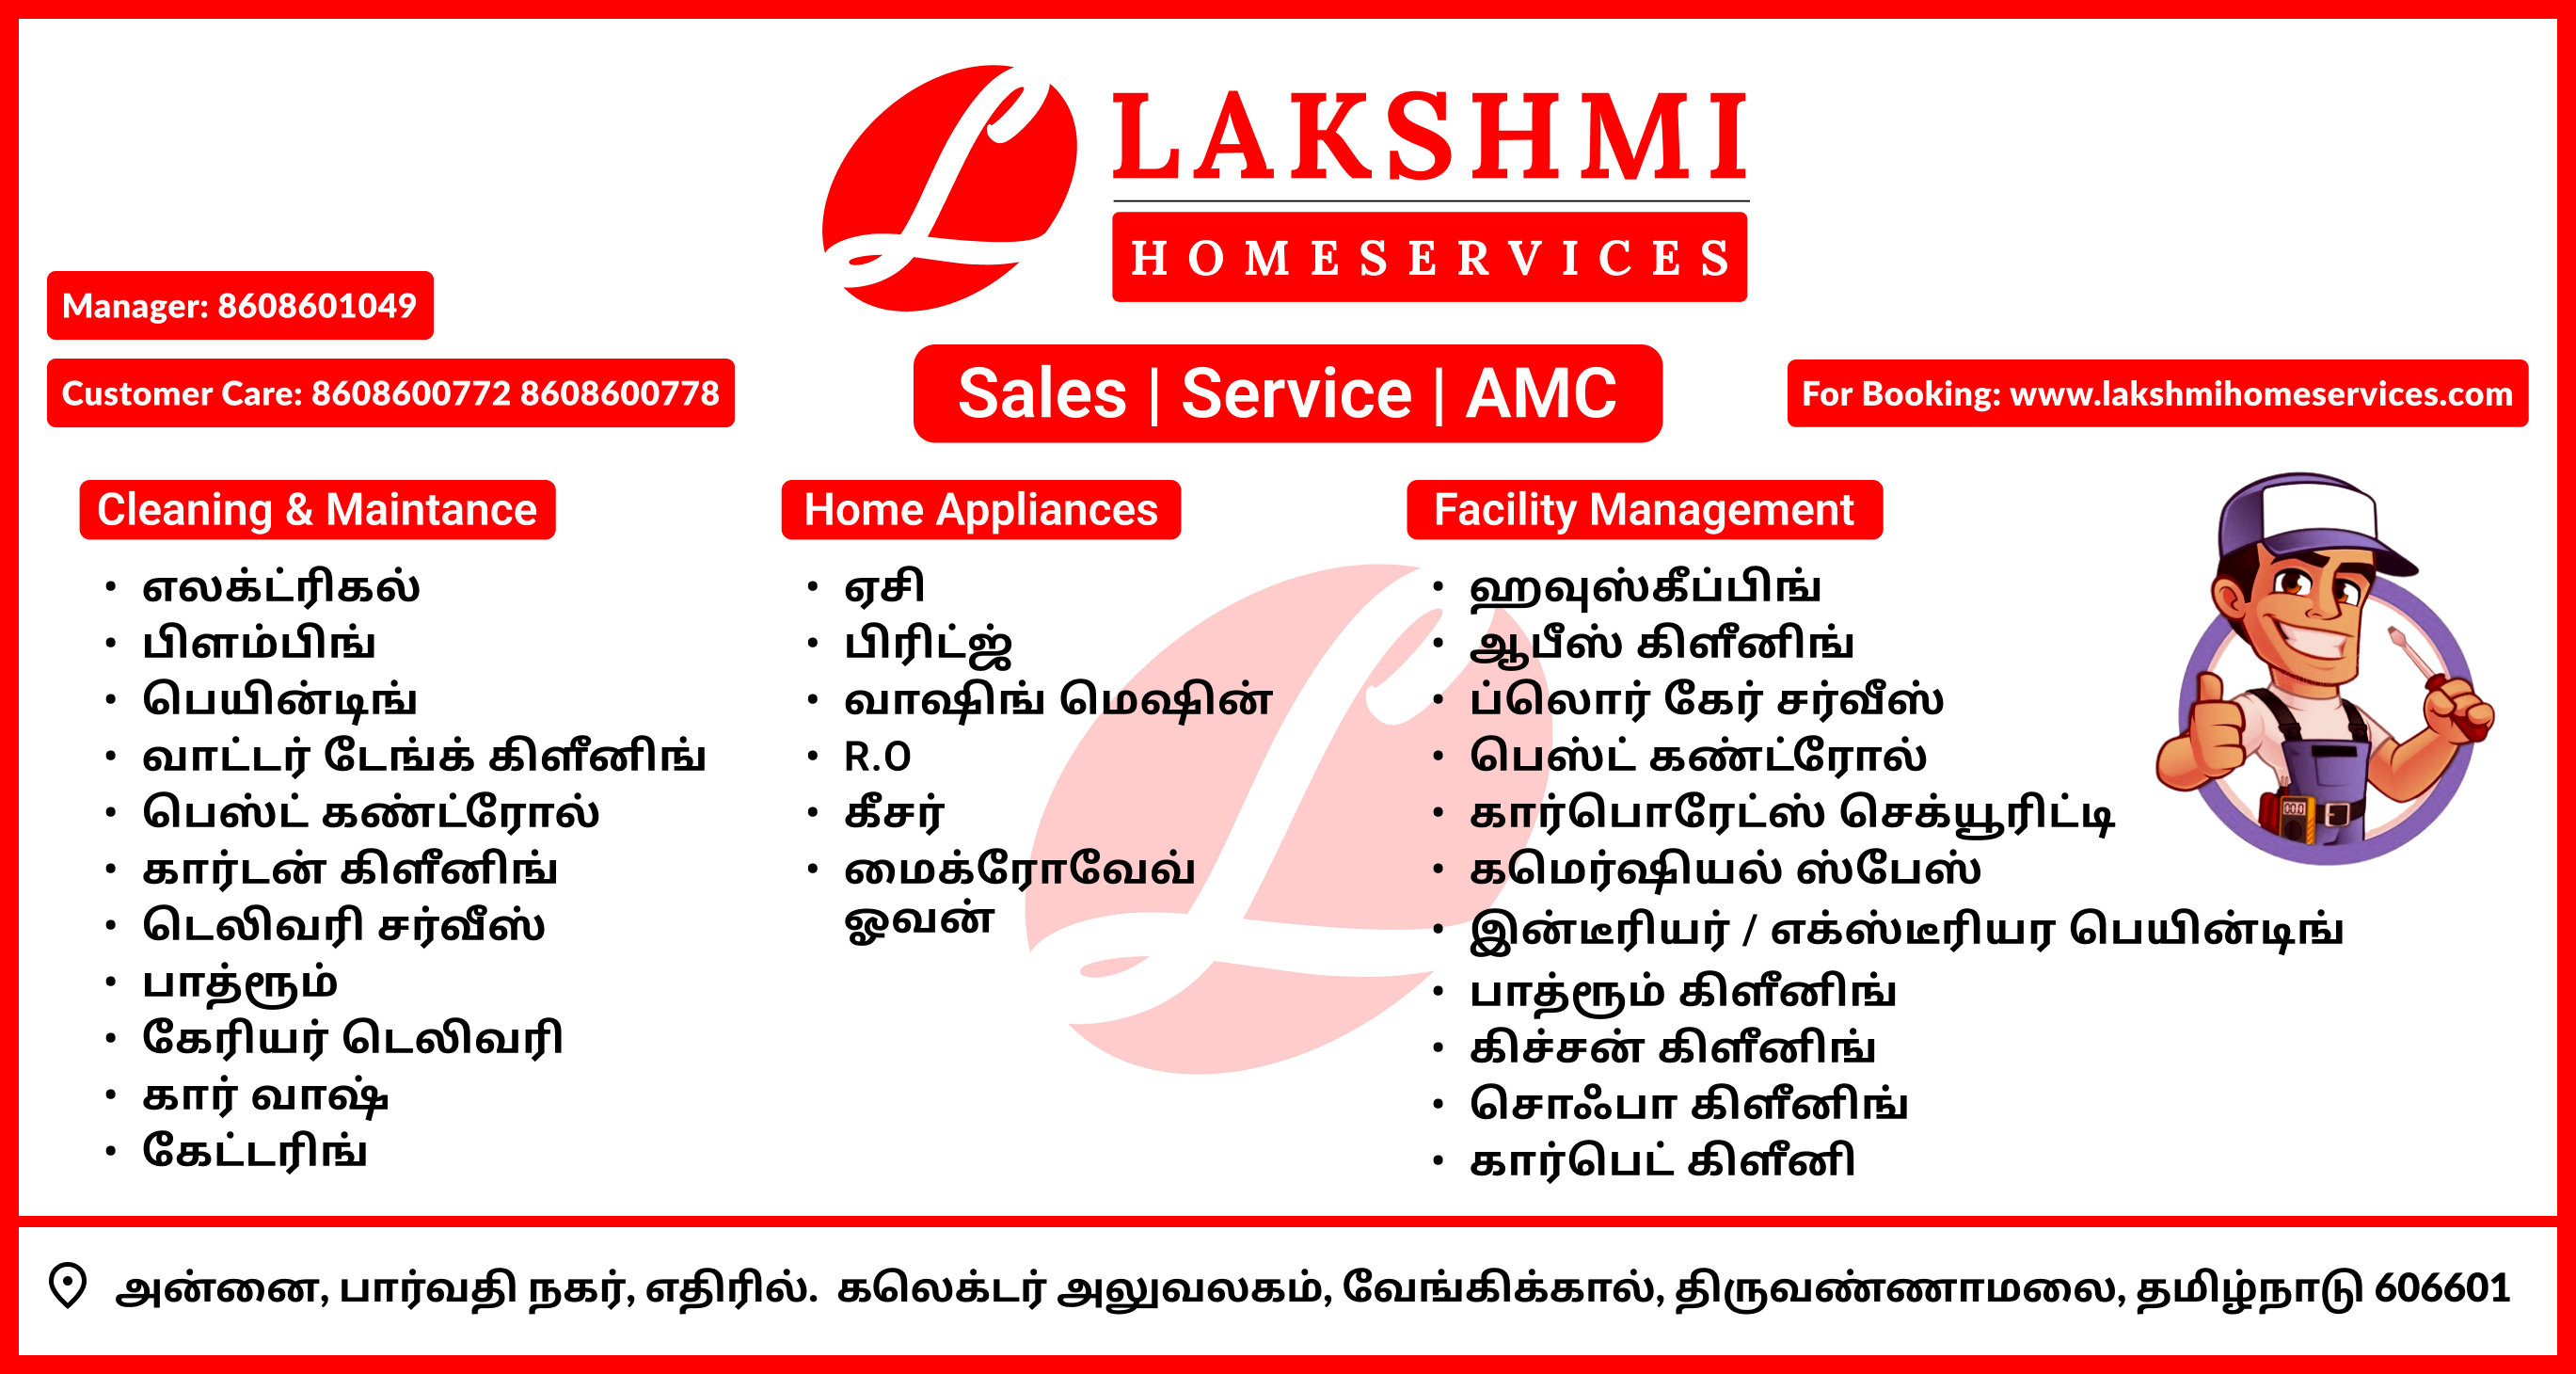 LAKSHMI
HOMESERVICES
Manager: 8608601049
Customer Care: 8608600772 8608600778
Sales | Service | AMC
For Booking: www.lakshmihomeservices.com
Cleaning & Maintance
• எலக்ட்ரிகல்
• பிளம்பிங்
• பெயின்டிங்
• வாட்டர் டேங்க் கிளீனிங்
• பெஸ்ட் கண்ட்ரோல்
• கார்டன் கிளீனிங்
• டெலிவரி சர்வீஸ்
• பாத்ரூம்
• கேரியர் டெலிவரி
• கார் வாஷ்
• கேட்டரிங்
Home Appliances
• ஏசி
• பிரிட்ஜ்
• வாஷிங் மெஷின்
• R.O
• கீசர்
• மைக்ரோவேவ்
ஓவன்
Facility Management
• ஹவுஸ்கீப்பிங்
• ஆபீஸ் கிளீனிங்
• ப்லொர் கேர் சர்வீஸ்
• பெஸ்ட் கண்ட்ரோல்
• கார்பொரேட்ஸ் செக்யூரிட்டி
• கமெர்ஷியல் ஸ்பேஸ்
• இன்டீரியர் / எக்ஸ்டீரியர பெயின்டிங்
• பாத்ரூம் கிளீனிங்
• கிச்சன் கிளீனிங்
• சொஃபா கிளீனிங்
• கார்பெட் கிளீனி
000
அன்னை, பார்வதி நகர், எதிரில். கலெக்டர் அலுவலகம், வேங்கிக்கால், திருவண்ணாமலை, தமிழ்நாடு 606601